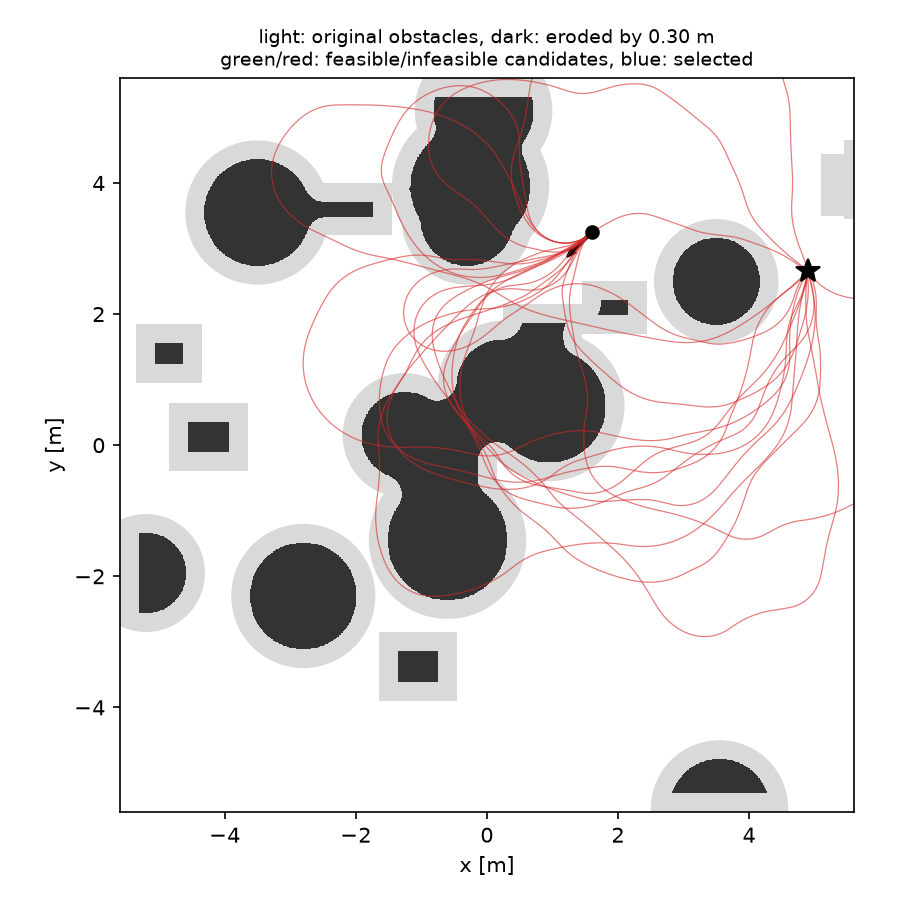 light: original obstacles, dark: eroded by 0.30 m
green/red: feasible/infeasible candidates, blue: selected
4
2
0
−2
−4
y [m]
−4
−2
0
2
4
x [m]